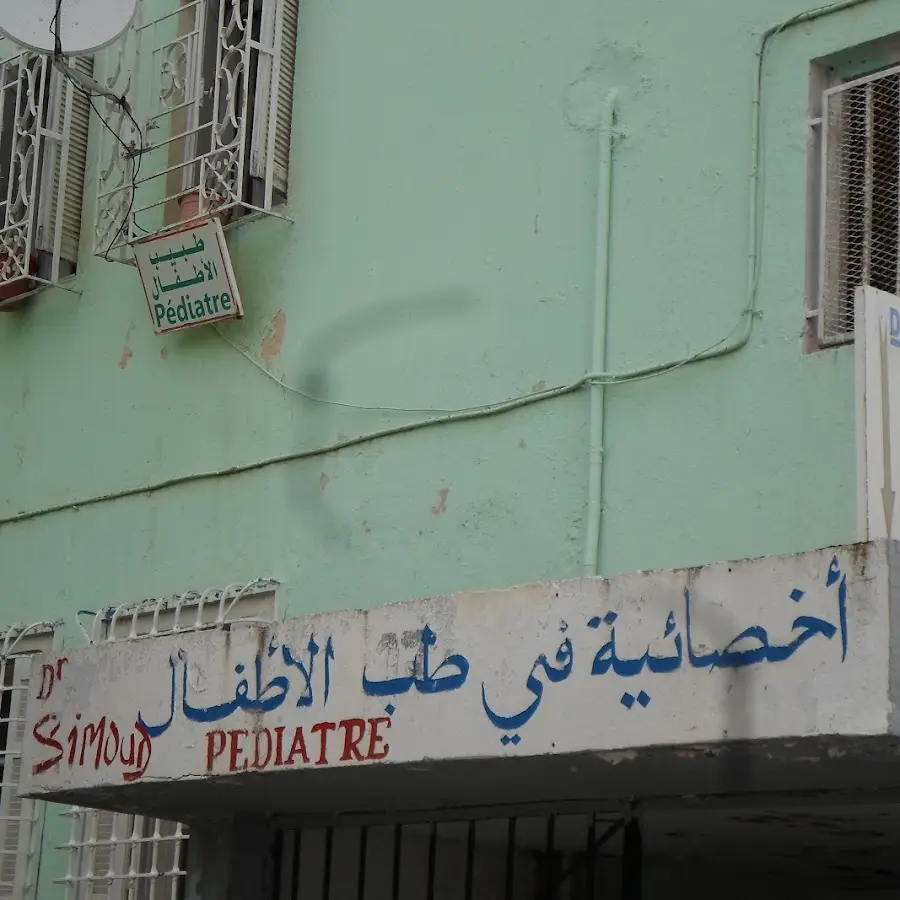 طبيب
الأطفال
Pédiatre
أخصائية في طب الأطفال
Dr
Simoud PEDIATRE